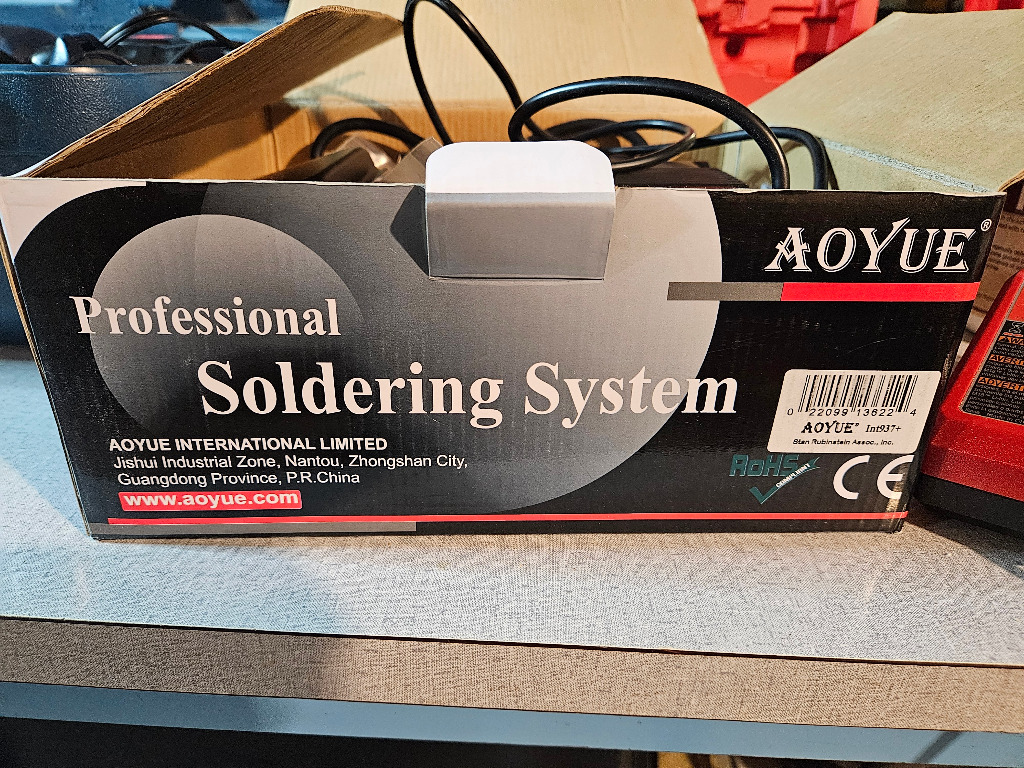 AOYUE®
Professional
Soldering System
0 22099 13622 4
AOYUE® Int937+
Stan Rubinstein Assoc., Inc.
AOYUE INTERNATIONAL LIMITED
Jishui Industrial Zone, Nantou, Zhongshan City,
Guangdong Province, P.R.China
www.aoyue.com
RoHS
COMPLIANT
CE